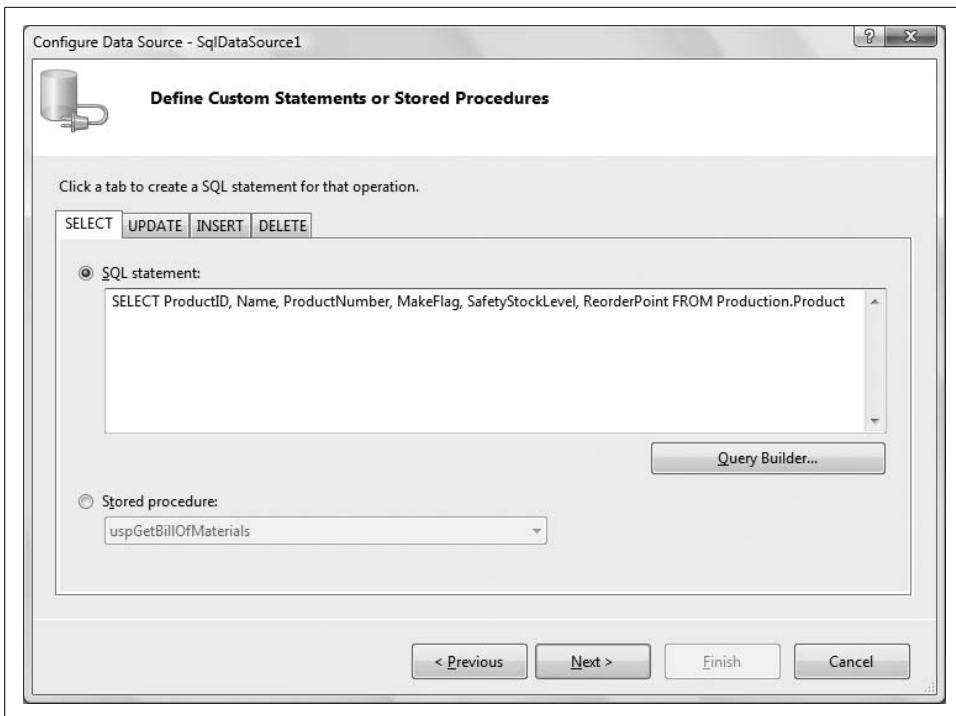 Configure Data Source - SqlDataSource1
Define Custom Statements or Stored Procedures
Click a tab to create a SQL statement for that operation.
SELECT UPDATE INSERT DELETE
SQL statement:
SELECT ProductID, Name, ProductNumber, MakeFlag, SafetyStockLevel, ReorderPoint FROM Production.Product
Query Builder...
Stored procedure:
uspGetBillOfMaterials
< Previous Next > Finish Cancel